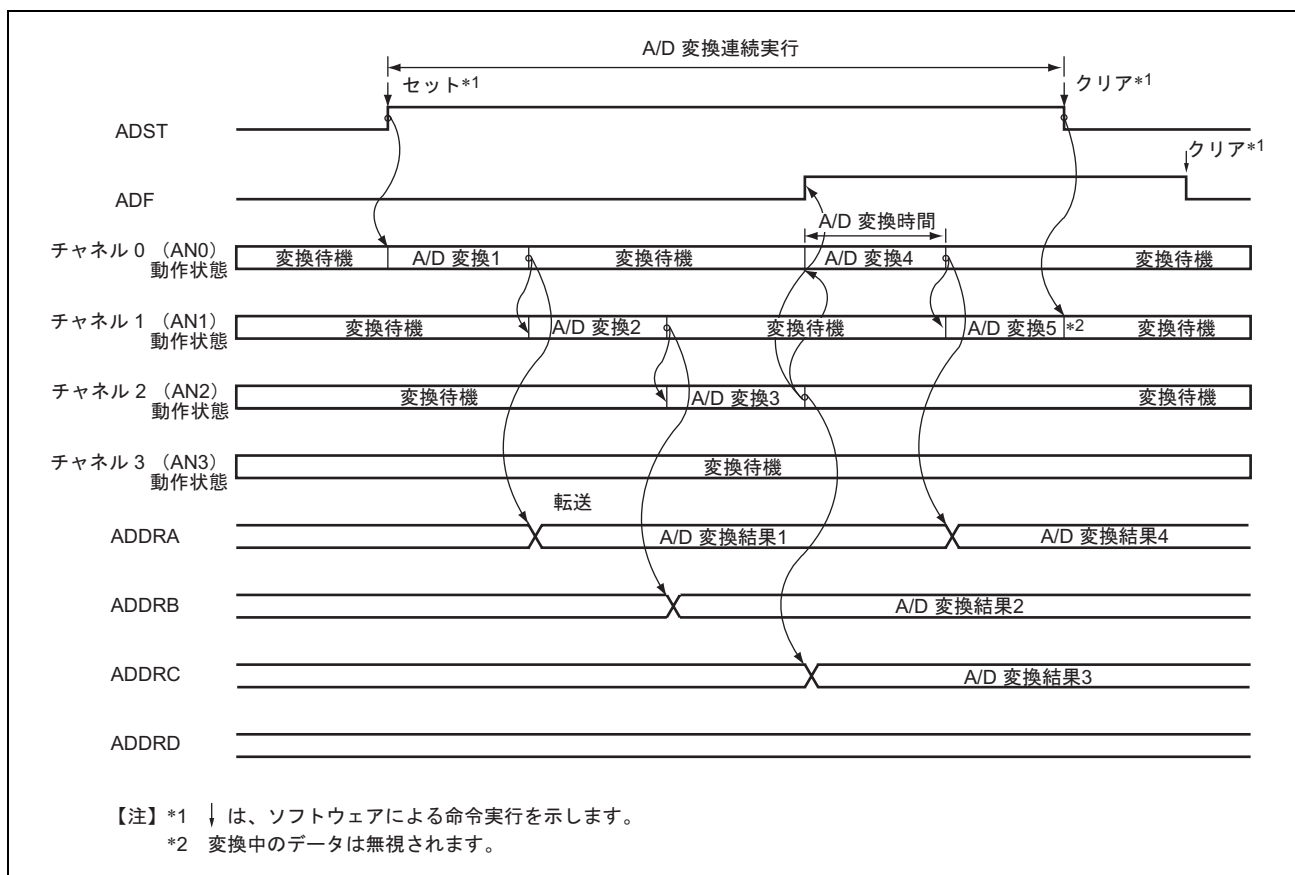 A/D 変換連続実行
セット*1
クリア*1
ADST
クリア*1
ADF
A/D 変換時間
チャネル 0 （AN0）
動作状態
変換待機 A/D 変換1 変換待機 A/D 変換4 変換待機
チャネル 1 （AN1）
動作状態
変換待機 A/D 変換2 変換待機 A/D 変換5 *2 変換待機
チャネル 2 （AN2）
動作状態
変換待機 A/D 変換3 変換待機
チャネル 3 （AN3）
動作状態
変換待機
転送
ADDRA A/D 変換結果1 A/D 変換結果4
ADDRB A/D 変換結果2
ADDRC A/D 変換結果3
ADDRD
【注】*1 ↓ は、ソフトウェアによる命令実行を示します。
*2 変換中のデータは無視されます。